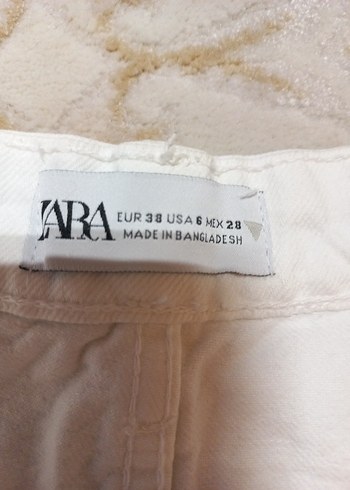 ZARA
EUR 38 USA 6 MEX 28
MADE IN BANGLADESH